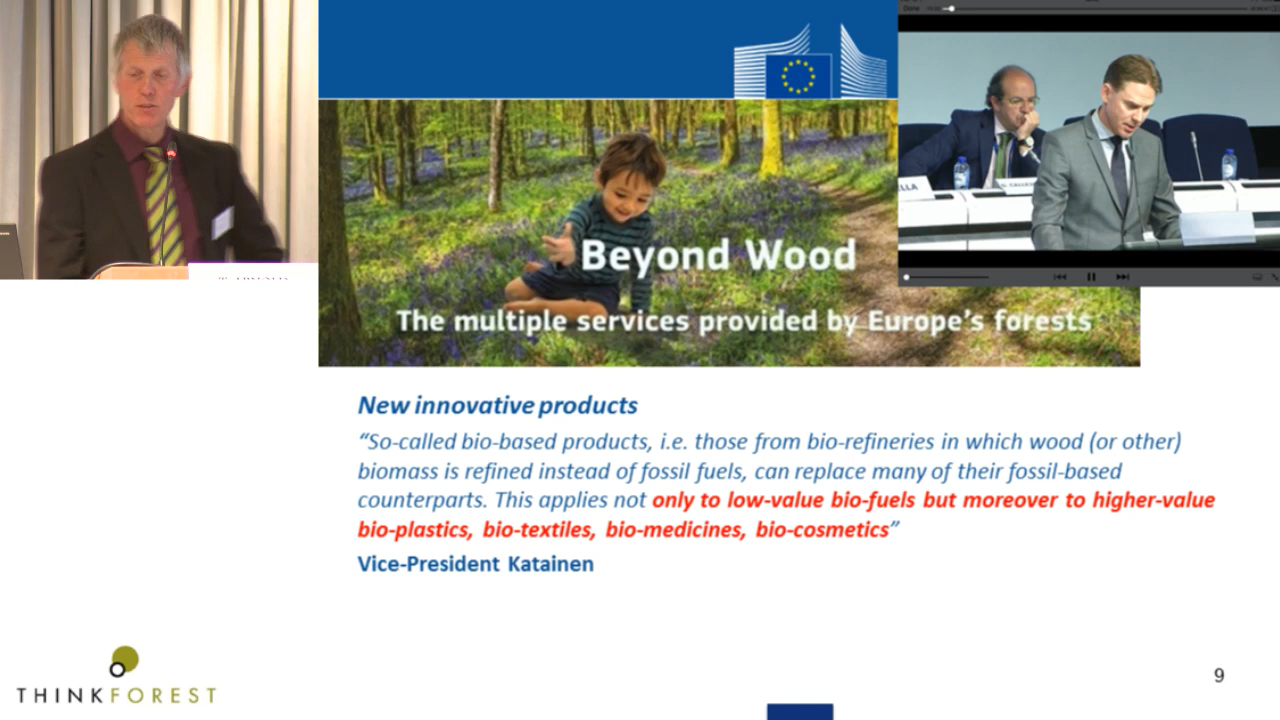 Beyond Wood
The multiple services provided by Europe's forests
New innovative products
“So-called bio-based products, i.e. those from bio-refineries in which wood (or other)
biomass is refined instead of fossil fuels, can replace many of their fossil-based
counterparts. This applies not only to low-value bio-fuels but moreover to higher-value
bio-plastics, bio-textiles, bio-medicines, bio-cosmetics”
Vice-President Katainen
THINKFOREST
9